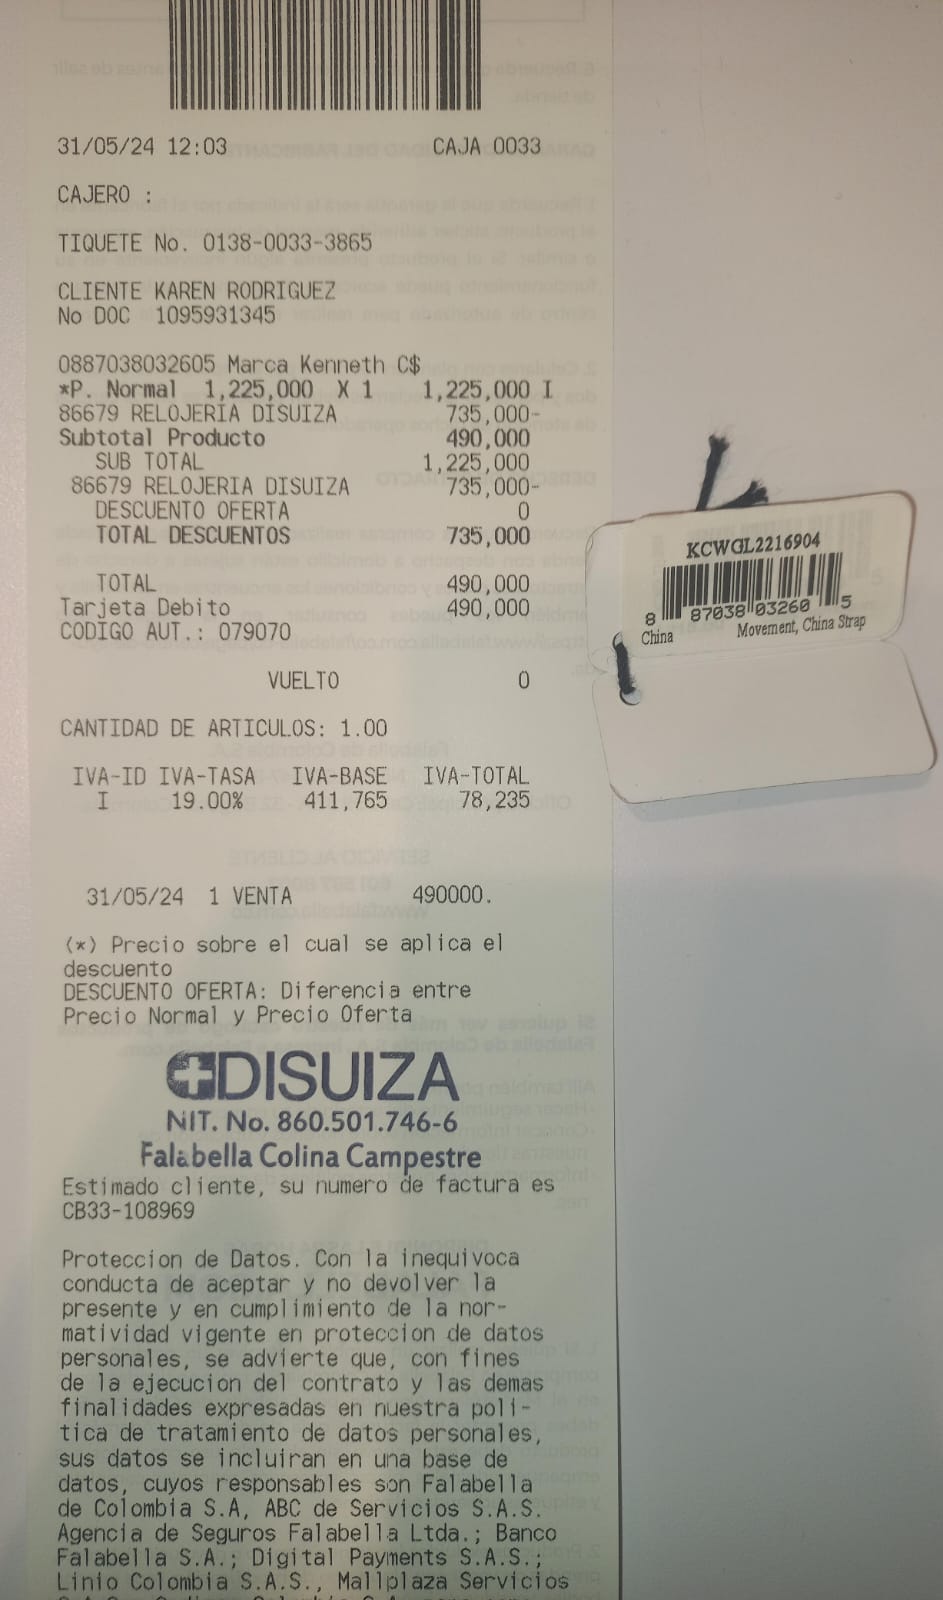 31/05/24 12:03 CAJA 0033
CAJERO :
TIQUETE No. 0138-0033-3865
CLIENTE KAREN RODRIGUEZ
No DOC 1095931345
0887038032605 Marca Kenneth C$
*P. Normal 1,225,000 X 1 1,225,000 I
86679 RELOJERIA DISUIZA 735,000-
Subtotal Producto 490,000
SUB TOTAL 1,225,000
86679 RELOJERIA DISUIZA 735,000-
DESCUENTO OFERTA 0
TOTAL DESCUENTOS 735,000
TOTAL 490,000
Tarjeta Debito 490,000
CODIGO AUT.: 079070
VUELTO 0
CANTIDAD DE ARTICULOS: 1.00
IVA-ID IVA-TASA IVA-BASE IVA-TOTAL
I 19.00% 411,765 78,235
31/05/24 1 VENTA 490000.
(*) Precio sobre el cual se aplica el
descuento
DESCUENTO OFERTA: Diferencia entre
Precio Normal y Precio Oferta
DISUIZA
NIT. No. 860.501.746-6
Falabella Colina Campestre
Estimado cliente, su numero de factura es
CB33-108969
Proteccion de Datos. Con la inequivoca
conducta de aceptar y no devolver la
presente y en cumplimiento de la nor-
matividad vigente en proteccion de datos
personales, se advierte que, con fines
de la ejecucion del contrato y las demas
finalidades expresadas en nuestra poli-
tica de tratamiento de datos personales,
sus datos se incluiran en una base de
datos, cuyos responsables son Falabella
de Colombia S.A, ABC de Servicios S.A.S.
Agencia de Seguros Falabella Ltda.; Banco
Falabella S.A.; Digital Payments S.A.S.;
Linio Colombia S.A.S., Mallplaza Servicios
KCWGL2216904
8 87038 03260 5
China Movement, China Strap